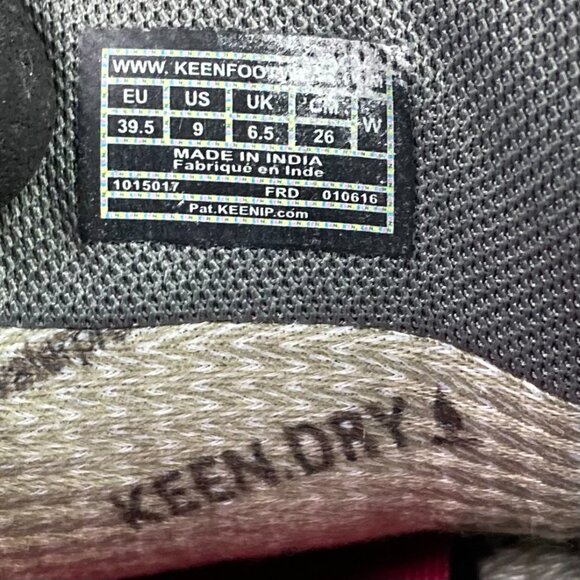 WWW. KEENFOOTW
EU US UK CM W
39.5 9 6.5 26
MADE IN INDIA
Fabriqué en Inde
1015017 FRD 010616
Pat.KEENIP.com
KEEN.DRY